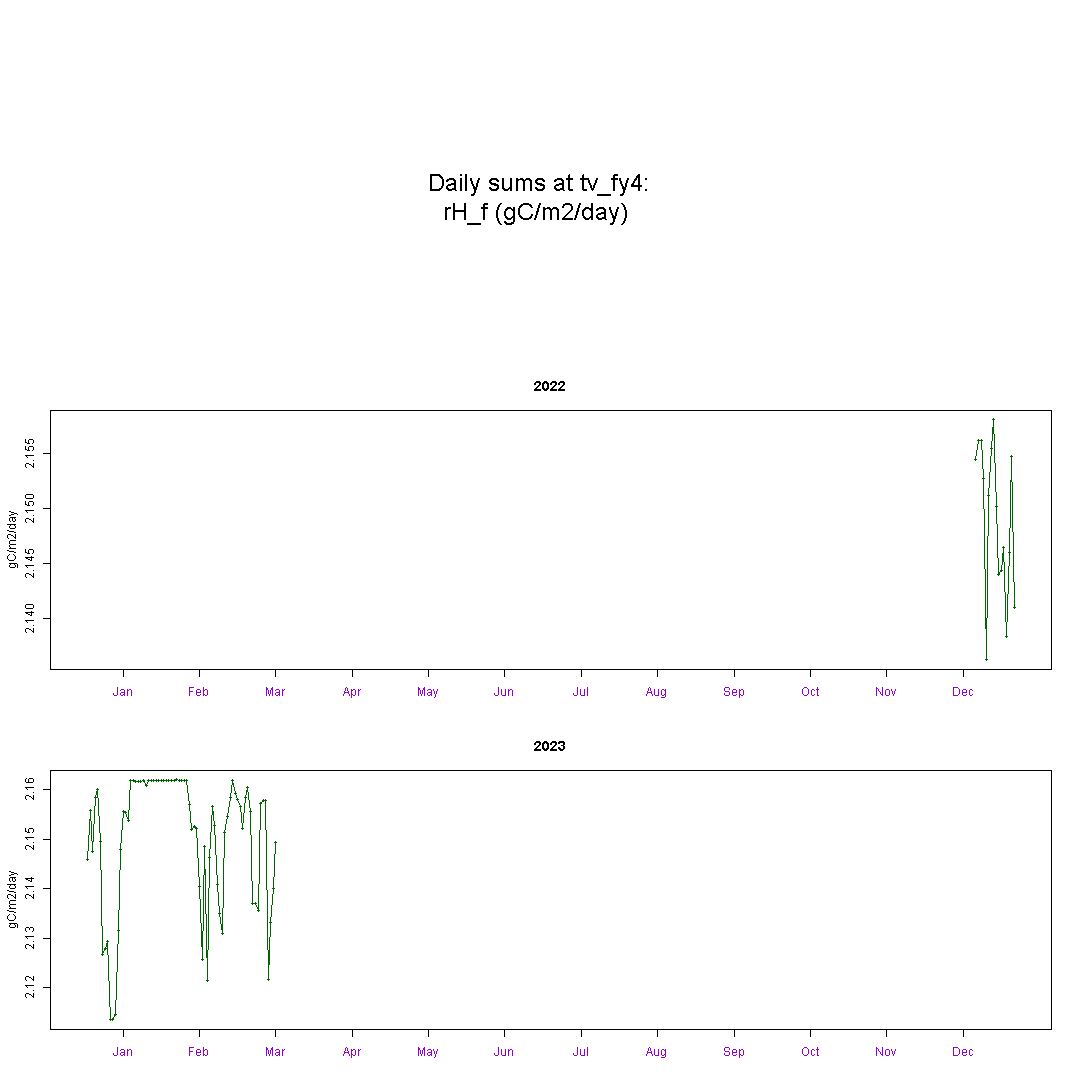 Daily sums at tv_fy4:
rH_f (gC/m2/day)
2022
gC/m2/day
2.155
2.150
2.145
2.140
Jan Feb Mar Apr May Jun Jul Aug Sep Oct Nov Dec
2023
gC/m2/day
2.16
2.15
2.14
2.13
2.12
Jan Feb Mar Apr May Jun Jul Aug Sep Oct Nov Dec